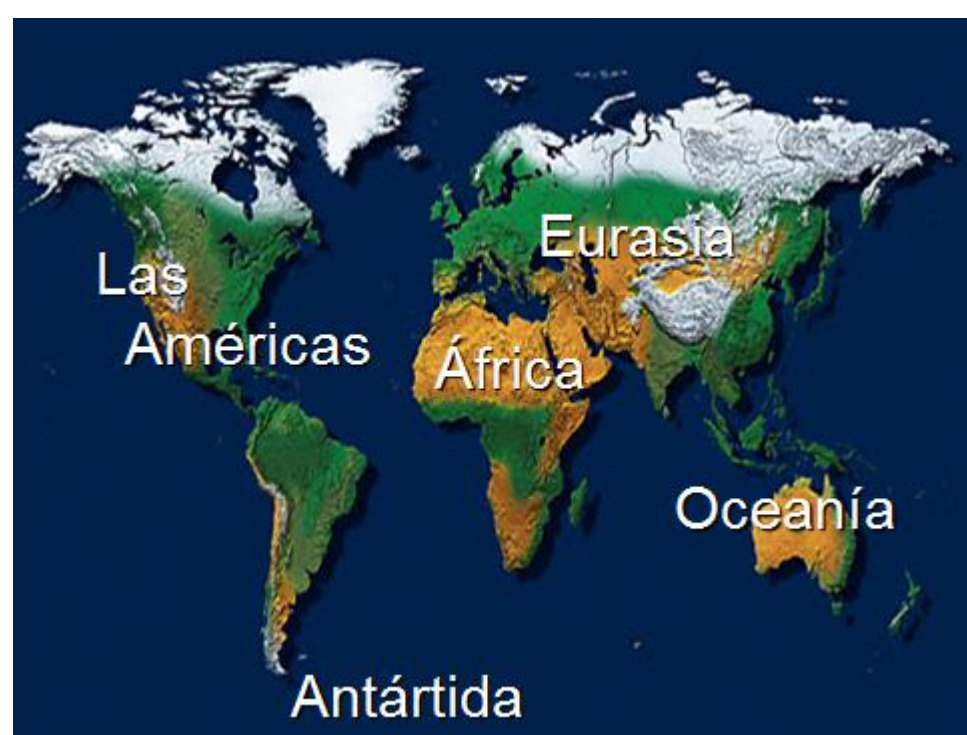 Eurasia
Las
Américas
África
Oceanía
Antártida